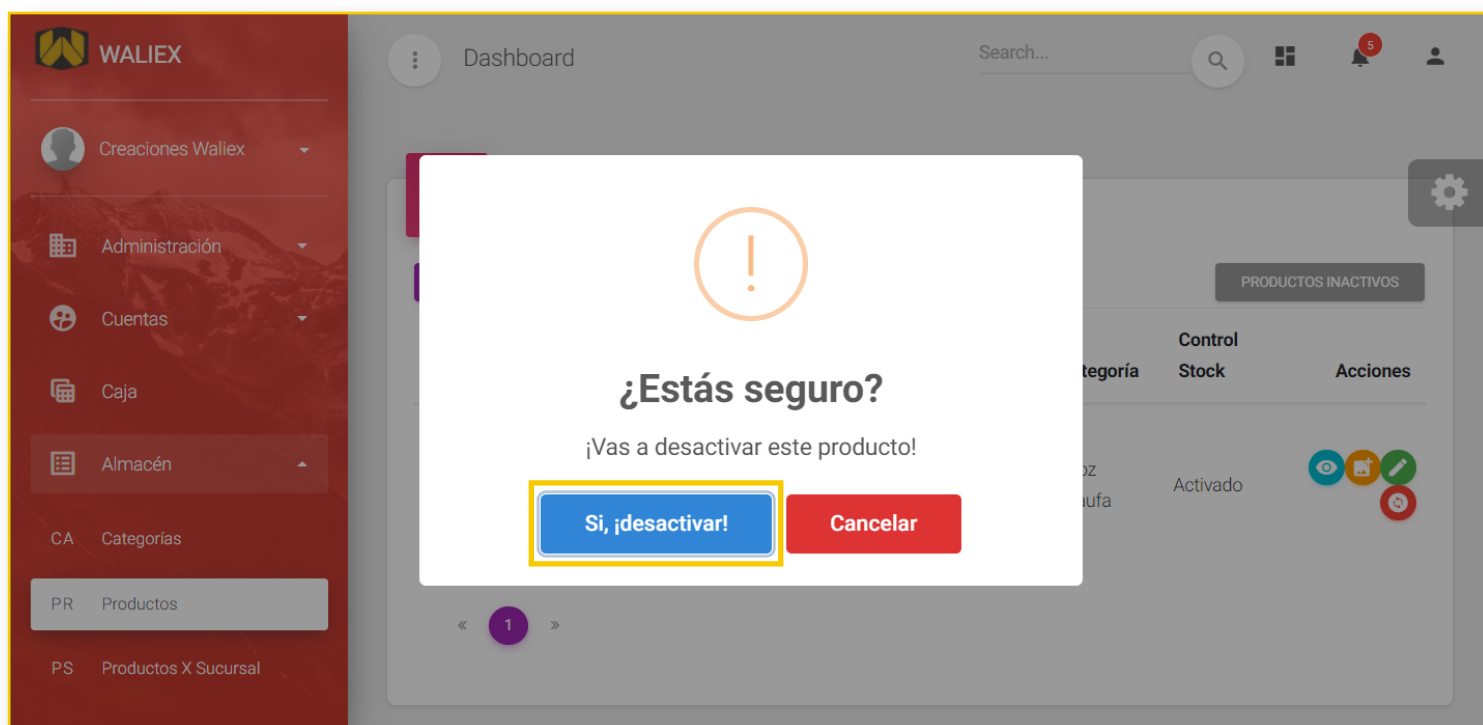 WALIEX
Dashboard
Search...
5
Creaciones Waliex
Administración
Cuentas
Caja
Almacén
CA Categorías
PR Productos
PS Productos X Sucursal
PRODUCTOS INACTIVOS
Control
Stock
Acciones
Activado
¿Estás seguro?
¡Vas a desactivar este producto!
Si, ¡desactivar!
Cancelar
« 1 »